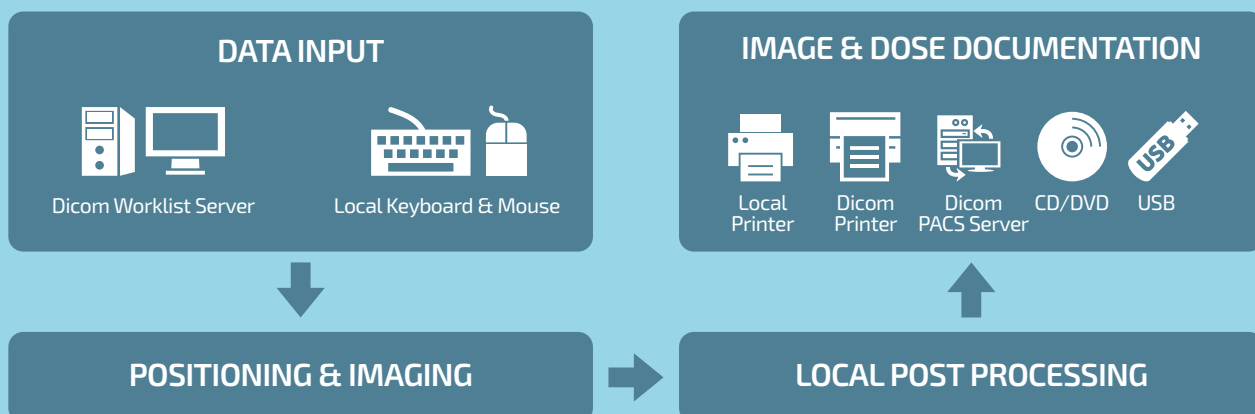 DATA INPUT
Dicom Worklist Server
Local Keyboard & Mouse
IMAGE & DOSE DOCUMENTATION
Local
Printer
Dicom
Printer
Dicom
PACS Server
CD/DVD
USB
USB
POSITIONING & IMAGING
LOCAL POST PROCESSING